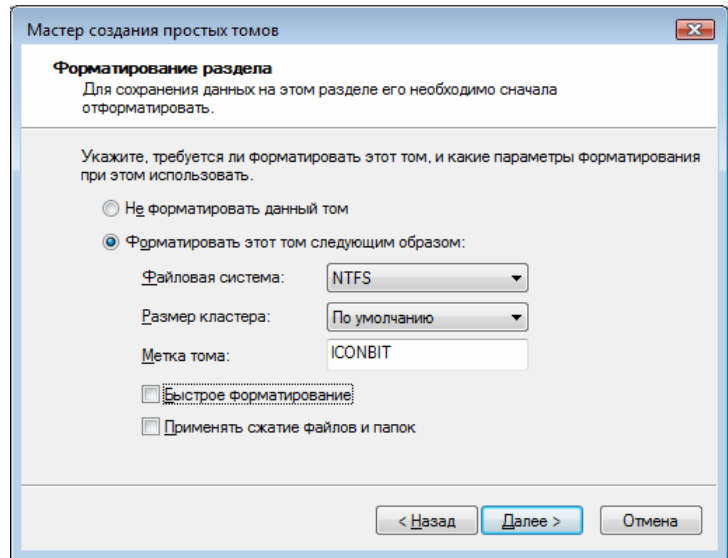 Мастер создания простых томов
Форматирование раздела
Для сохранения данных на этом разделе его необходимо сначала
отформатировать.
Укажите, требуется ли форматировать этот том, и какие параметры форматирования
при этом использовать.
Не форматировать данный том
Форматировать этот том следующим образом:
Файловая система: NTFS
Размер кластера: По умолчанию
Метка тома: ICONBIT
Быстрое форматирование
Применять сжатие файлов и папок
< Назад Далее > Отмена